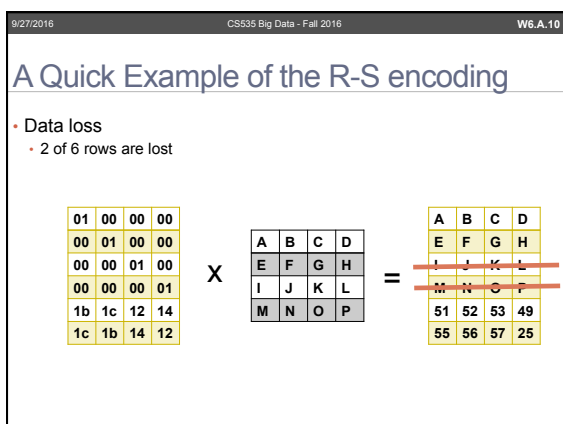 9/27/2016 CS535 Big Data - Fall 2016 W6.A.10
A Quick Example of the R-S encoding
• Data loss
• 2 of 6 rows are lost
01 00 00 00
00 01 00 00
00 00 01 00
00 00 00 01
1b 1c 12 14
1c 1b 14 12
X
A B C D
E F G H
I J K L
M N O P
=
A B C D
E F G H
I J K L
M N O P
51 52 53 49
55 56 57 25